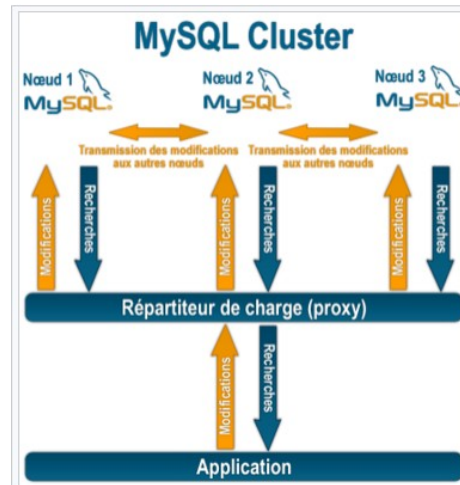 MySQL Cluster
Nœud 1
MySQL®
Nœud 2
MySQL®
Nœud 3
MySQL®
Transmission des modifications
aux autres nœuds
Transmission des modifications
aux autres nœuds
Modifications
Recherches
Modifications
Recherches
Modifications
Recherches
Répartiteur de charge (proxy)
Modifications
Recherches
Application